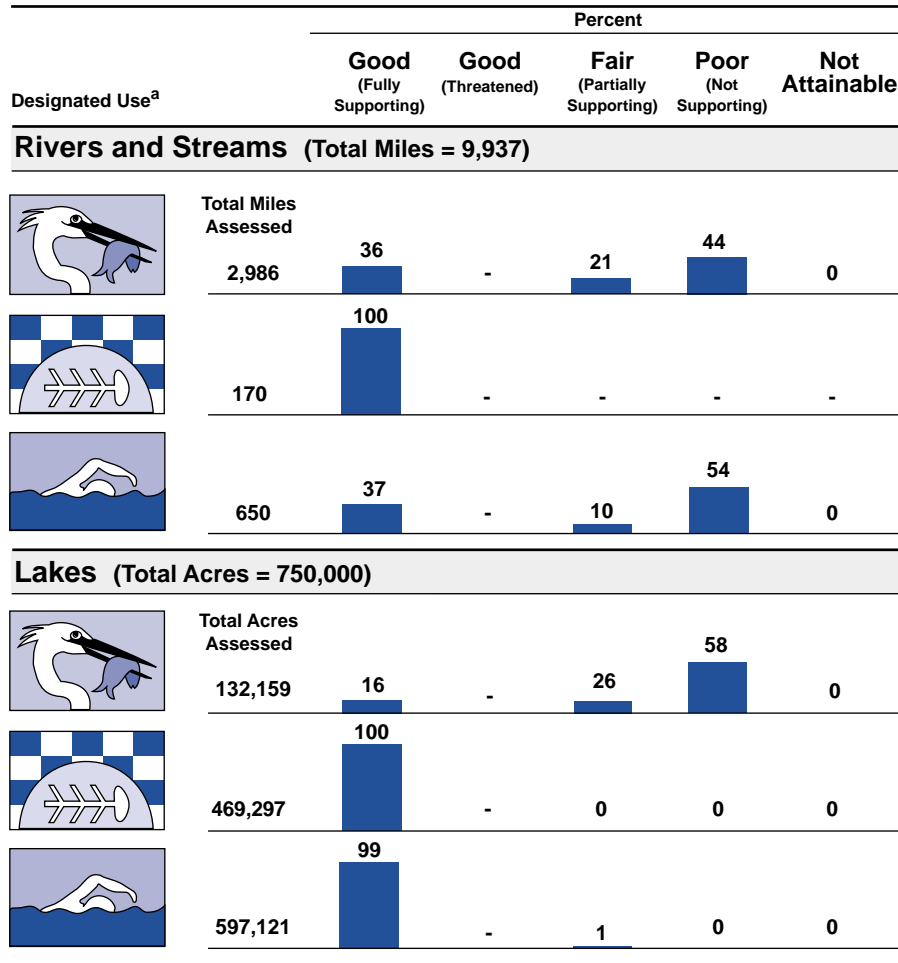 Percent
Designated Useᵃ
Good (Fully Supporting)
Good (Threatened)
Fair (Partially Supporting)
Poor (Not Supporting)
Not Attainable
Rivers and Streams (Total Miles = 9,937)
Total Miles Assessed
2,986 36 - 21 44 0
170 100 - - - -
650 37 - 10 54 0
Lakes (Total Acres = 750,000)
Total Acres Assessed
132,159 16 - 26 58 0
469,297 100 - 0 0 0
597,121 99 - 1 0 0